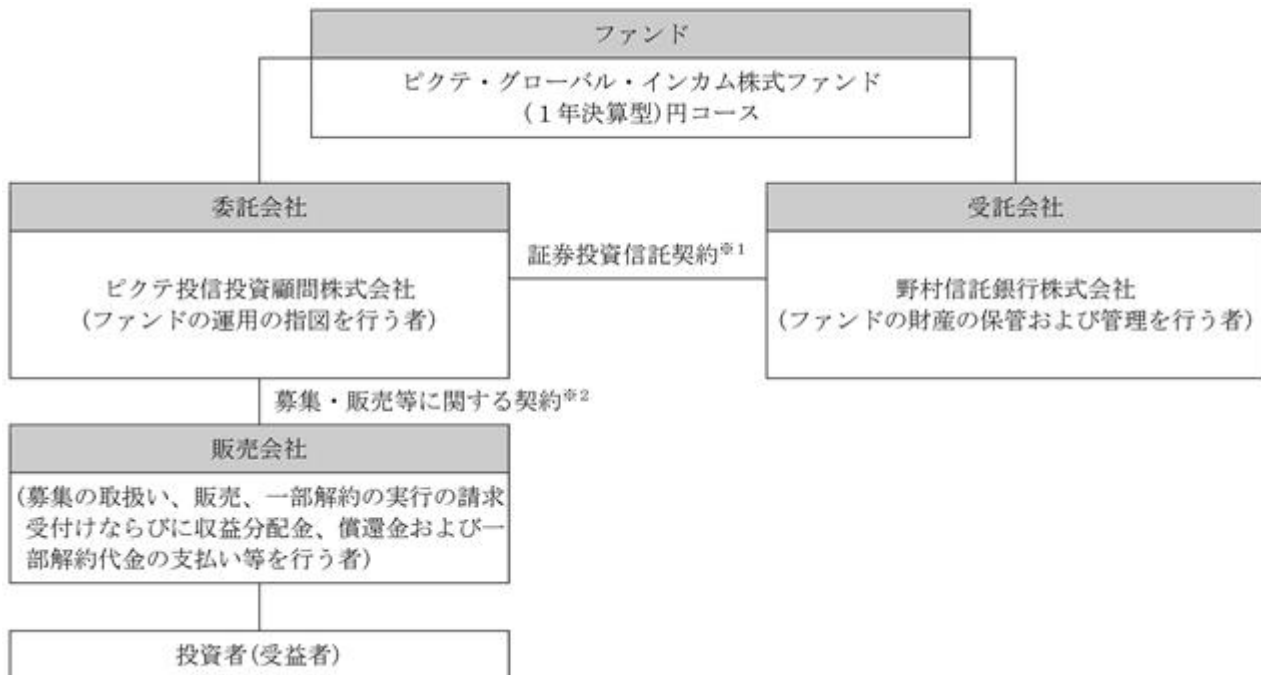 ファンド
ピクテ・グローバル・インカム株式ファンド
(1年決算型)円コース
委託会社
ピクテ投信投資顧問株式会社
(ファンドの運用の指図を行う者)
証券投資信託契約※1
受託会社
野村信託銀行株式会社
(ファンドの財産の保管および管理を行う者)
募集・販売等に関する契約※2
販売会社
(募集の取扱い、販売、一部解約の実行の請求
受付けならびに収益分配金、償還金および一
部解約代金の支払い等を行う者)
投資者(受益者)